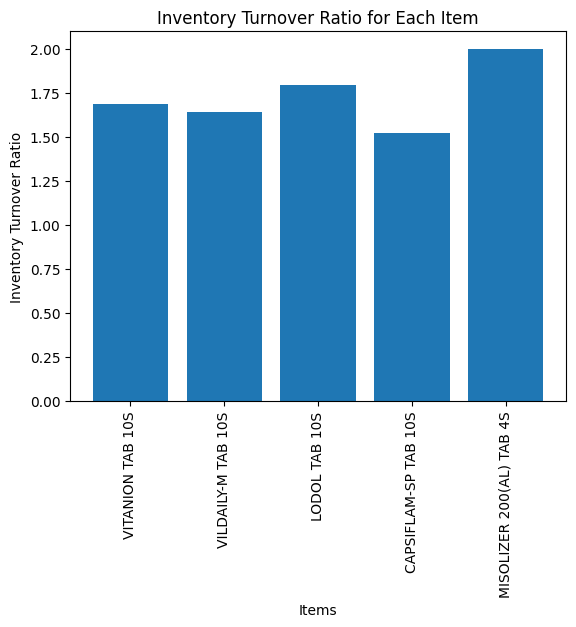 Inventory Turnover Ratio for Each Item
Inventory Turnover Ratio
2.00
1.75
1.50
1.25
1.00
0.75
0.50
0.25
0.00
VITANION TAB 10S
VILDAILY-M TAB 10S
LODOL TAB 10S
CAPSIFLAM-SP TAB 10S
MISOLIZER 200(AL) TAB 4S
Items